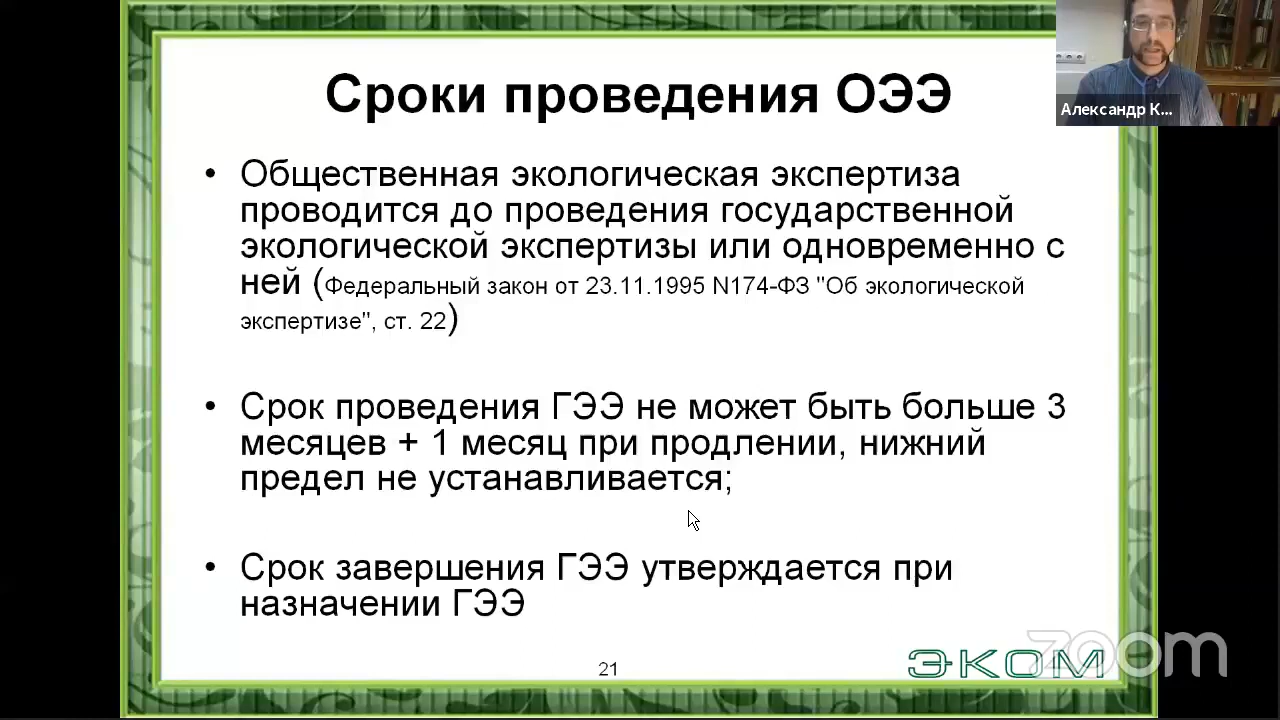 Сроки проведения ОЭЭ
Александр К...
• Общественная экологическая экспертиза
проводится до проведения государственной
экологической экспертизы или одновременно с
ней (Федеральный закон от 23.11.1995 N174-ФЗ "Об экологической
экспертизе", ст. 22)
• Срок проведения ГЭЭ не может быть больше 3
месяцев + 1 месяц при продлении, нижний
предел не устанавливается;
• Срок завершения ГЭЭ утверждается при
назначении ГЭЭ
21
ЭКОМ
zoom